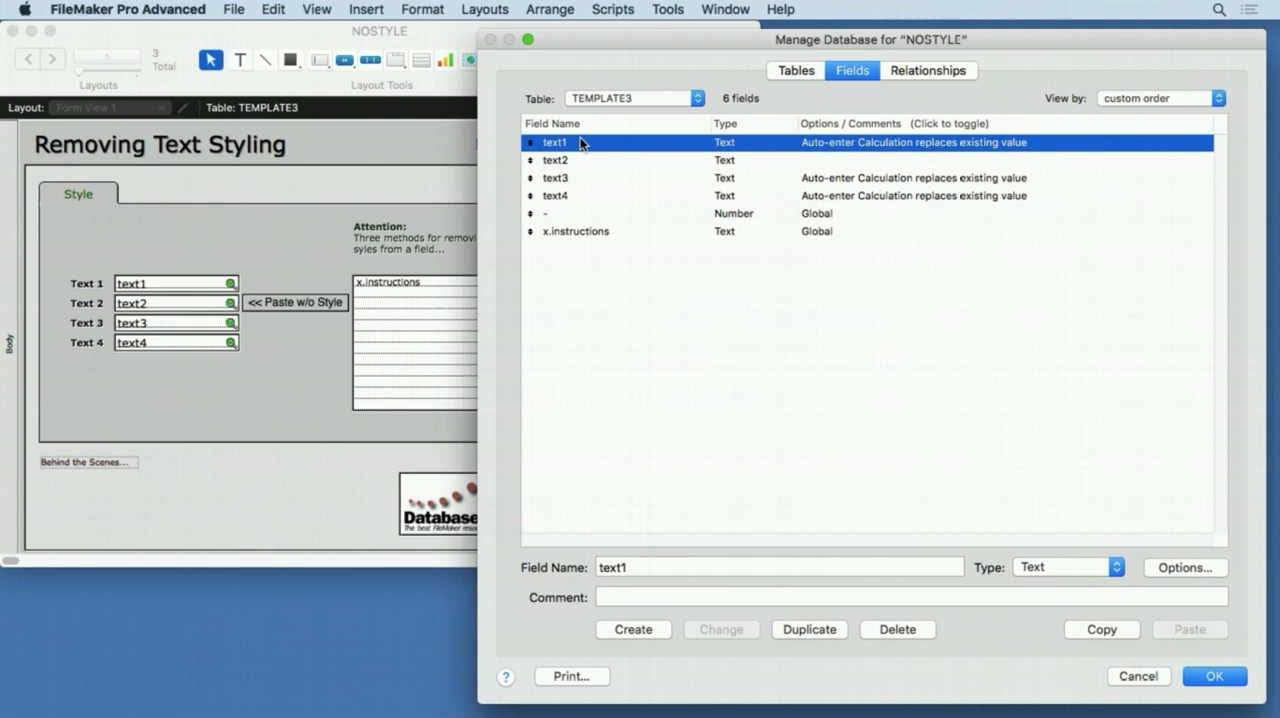 FileMaker Pro Advanced File Edit View Insert Format Layouts Arrange Scripts Tools Window Help
NOSTYLE
1
3
Total
Layouts
Layout Tools
Layout: Form View 1 Table: TEMPLATE3
Removing Text Styling
Style
Attention:
Three methods for removi
syles from a field...
Text 1 text1
x.instructions
Text 2 text2 << Paste w/o Style
Text 3 text3
Text 4 text4
Body
Behind the Scenes...
Database
The best FileMaker resou
Manage Database for "NOSTYLE"
Tables Fields Relationships
Table: TEMPLATE3 6 fields View by: custom order
Field Name Type Options / Comments (Click to toggle)
text1 Text Auto-enter Calculation replaces existing value
text2 Text
text3 Text Auto-enter Calculation replaces existing value
text4 Text Auto-enter Calculation replaces existing value
- Number Global
x.instructions Text Global
Field Name: text1 Type: Text Options...
Comment:
Create Change Duplicate Delete Copy Paste
? Print... Cancel OK